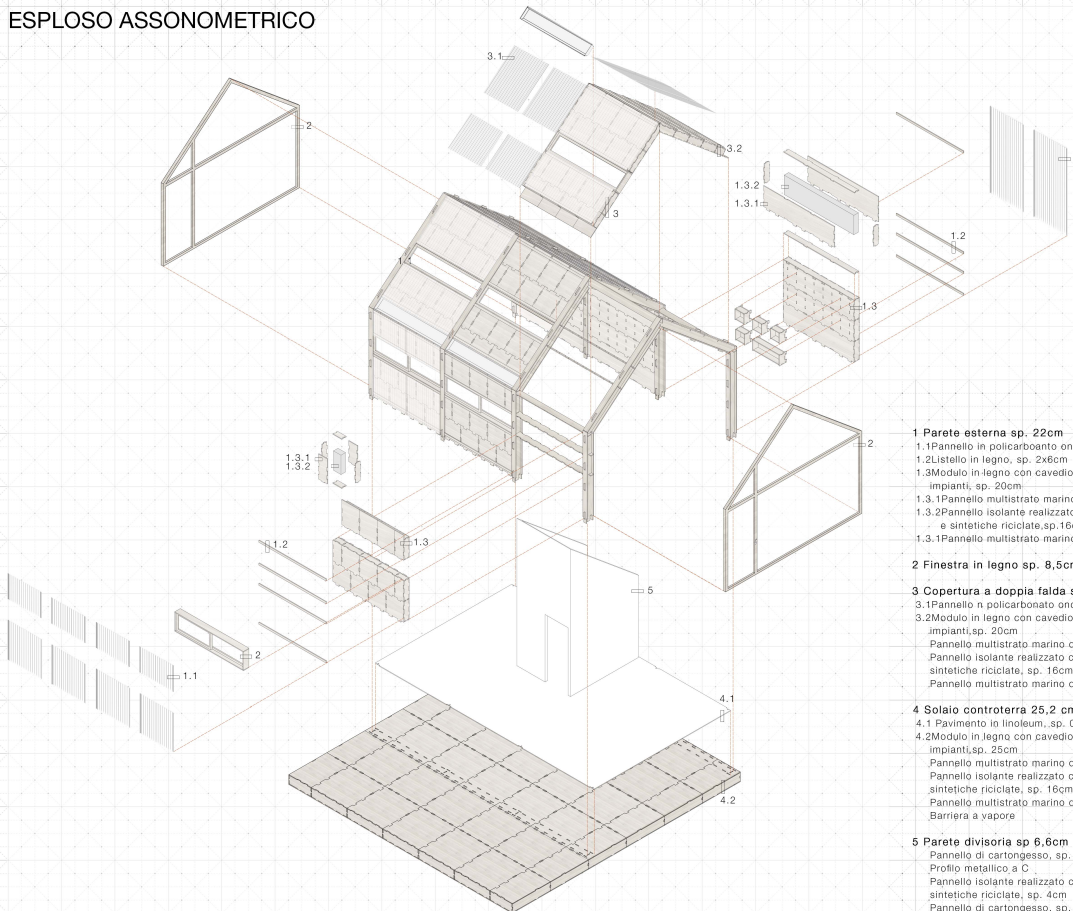 ESPLOSO ASSONOMETRICO
3.1
2
3.2
1.3.2
1.3.1
3
1.2
1.1
1.3
2
1.3.1
1.3.2
1.2
1.3
5
2
1.1
4.1
4.2
1 Parete esterna sp. 22cm
1.1Pannello in policarboanto on
1.2Listello in legno, sp. 2x6cm
1.3Modulo in legno con cavedio
impianti, sp. 20cm
1.3.1Pannello multistrato marino
1.3.2Pannello isolante realizzato
e sintetiche riciclate,sp.16c
1.3.1Pannello multistrato marino
2 Finestra in legno sp. 8,5cm
3 Copertura a doppia falda s
3.1Pannello n policarbonato ond
3.2Modulo in legno con cavedio
impianti,sp. 20cm
Pannello multistrato marino d
Pannello isolante realizzato c
sintetiche riciclate, sp. 16cm
Pannello multistrato marino d
4 Solaio controterra 25,2 cm
4.1 Pavimento in linoleum, sp. 0
4.2Modulo in legno con cavedio
impianti,sp. 25cm
Pannello multistrato marino d
Pannello isolante realizzato c
sintetiche riciclate, sp. 16cm
Pannello multistrato marino d
Barriera a vapore
5 Parete divisoria sp 6,6cm
Pannello di cartongesso, sp.
Profilo metallico a C
Pannello isolante realizzato c
sintetiche riciclate, sp. 4cm
Pannello di cartongesso, sp.